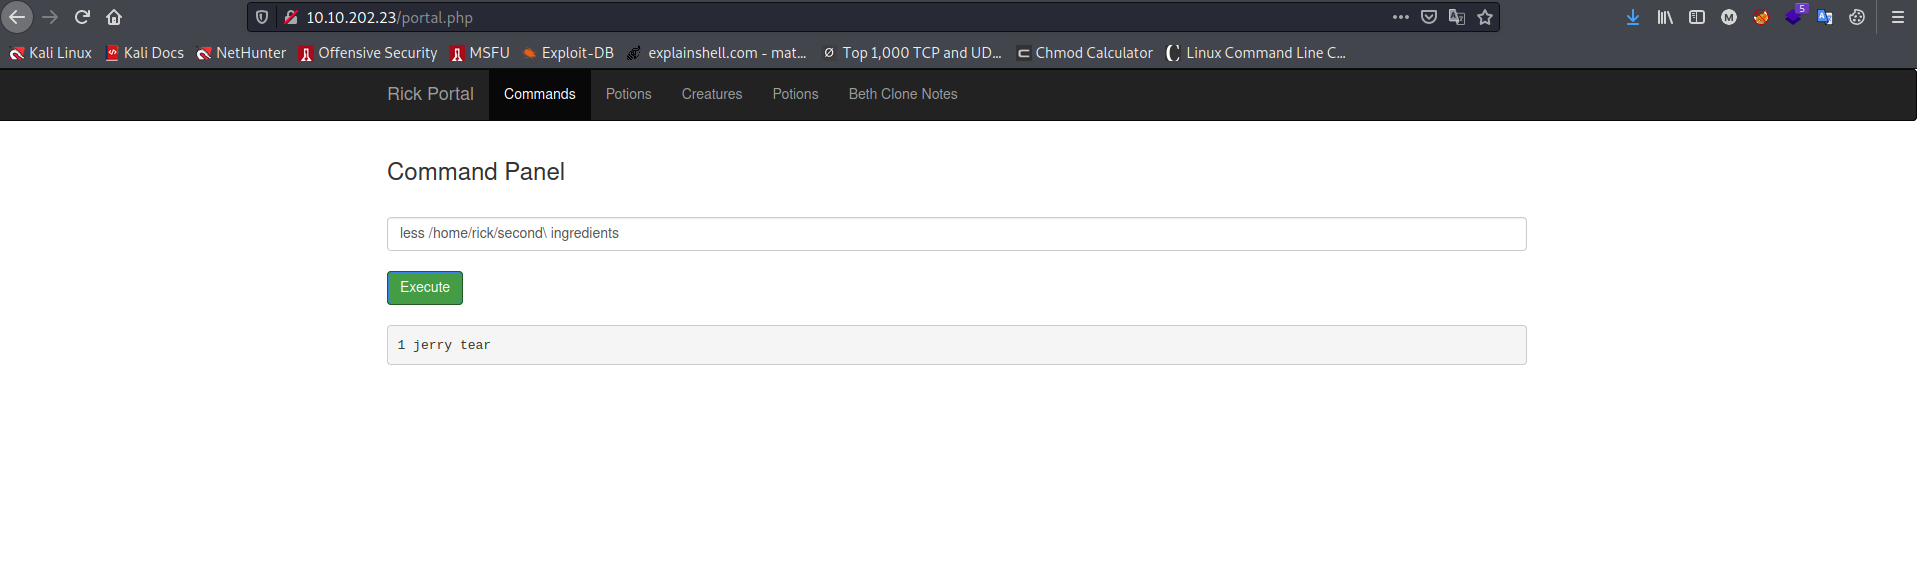 10.10.202.23/portal.php
5
Kali Linux Kali Docs NetHunter Offensive Security MSFU Exploit-DB explainshell.com - mat... Top 1,000 TCP and UD... Chmod Calculator Linux Command Line C...
Rick Portal Commands Potions Creatures Potions Beth Clone Notes
Command Panel
less /home/rick/second\ ingredients
Execute
1 jerry tear